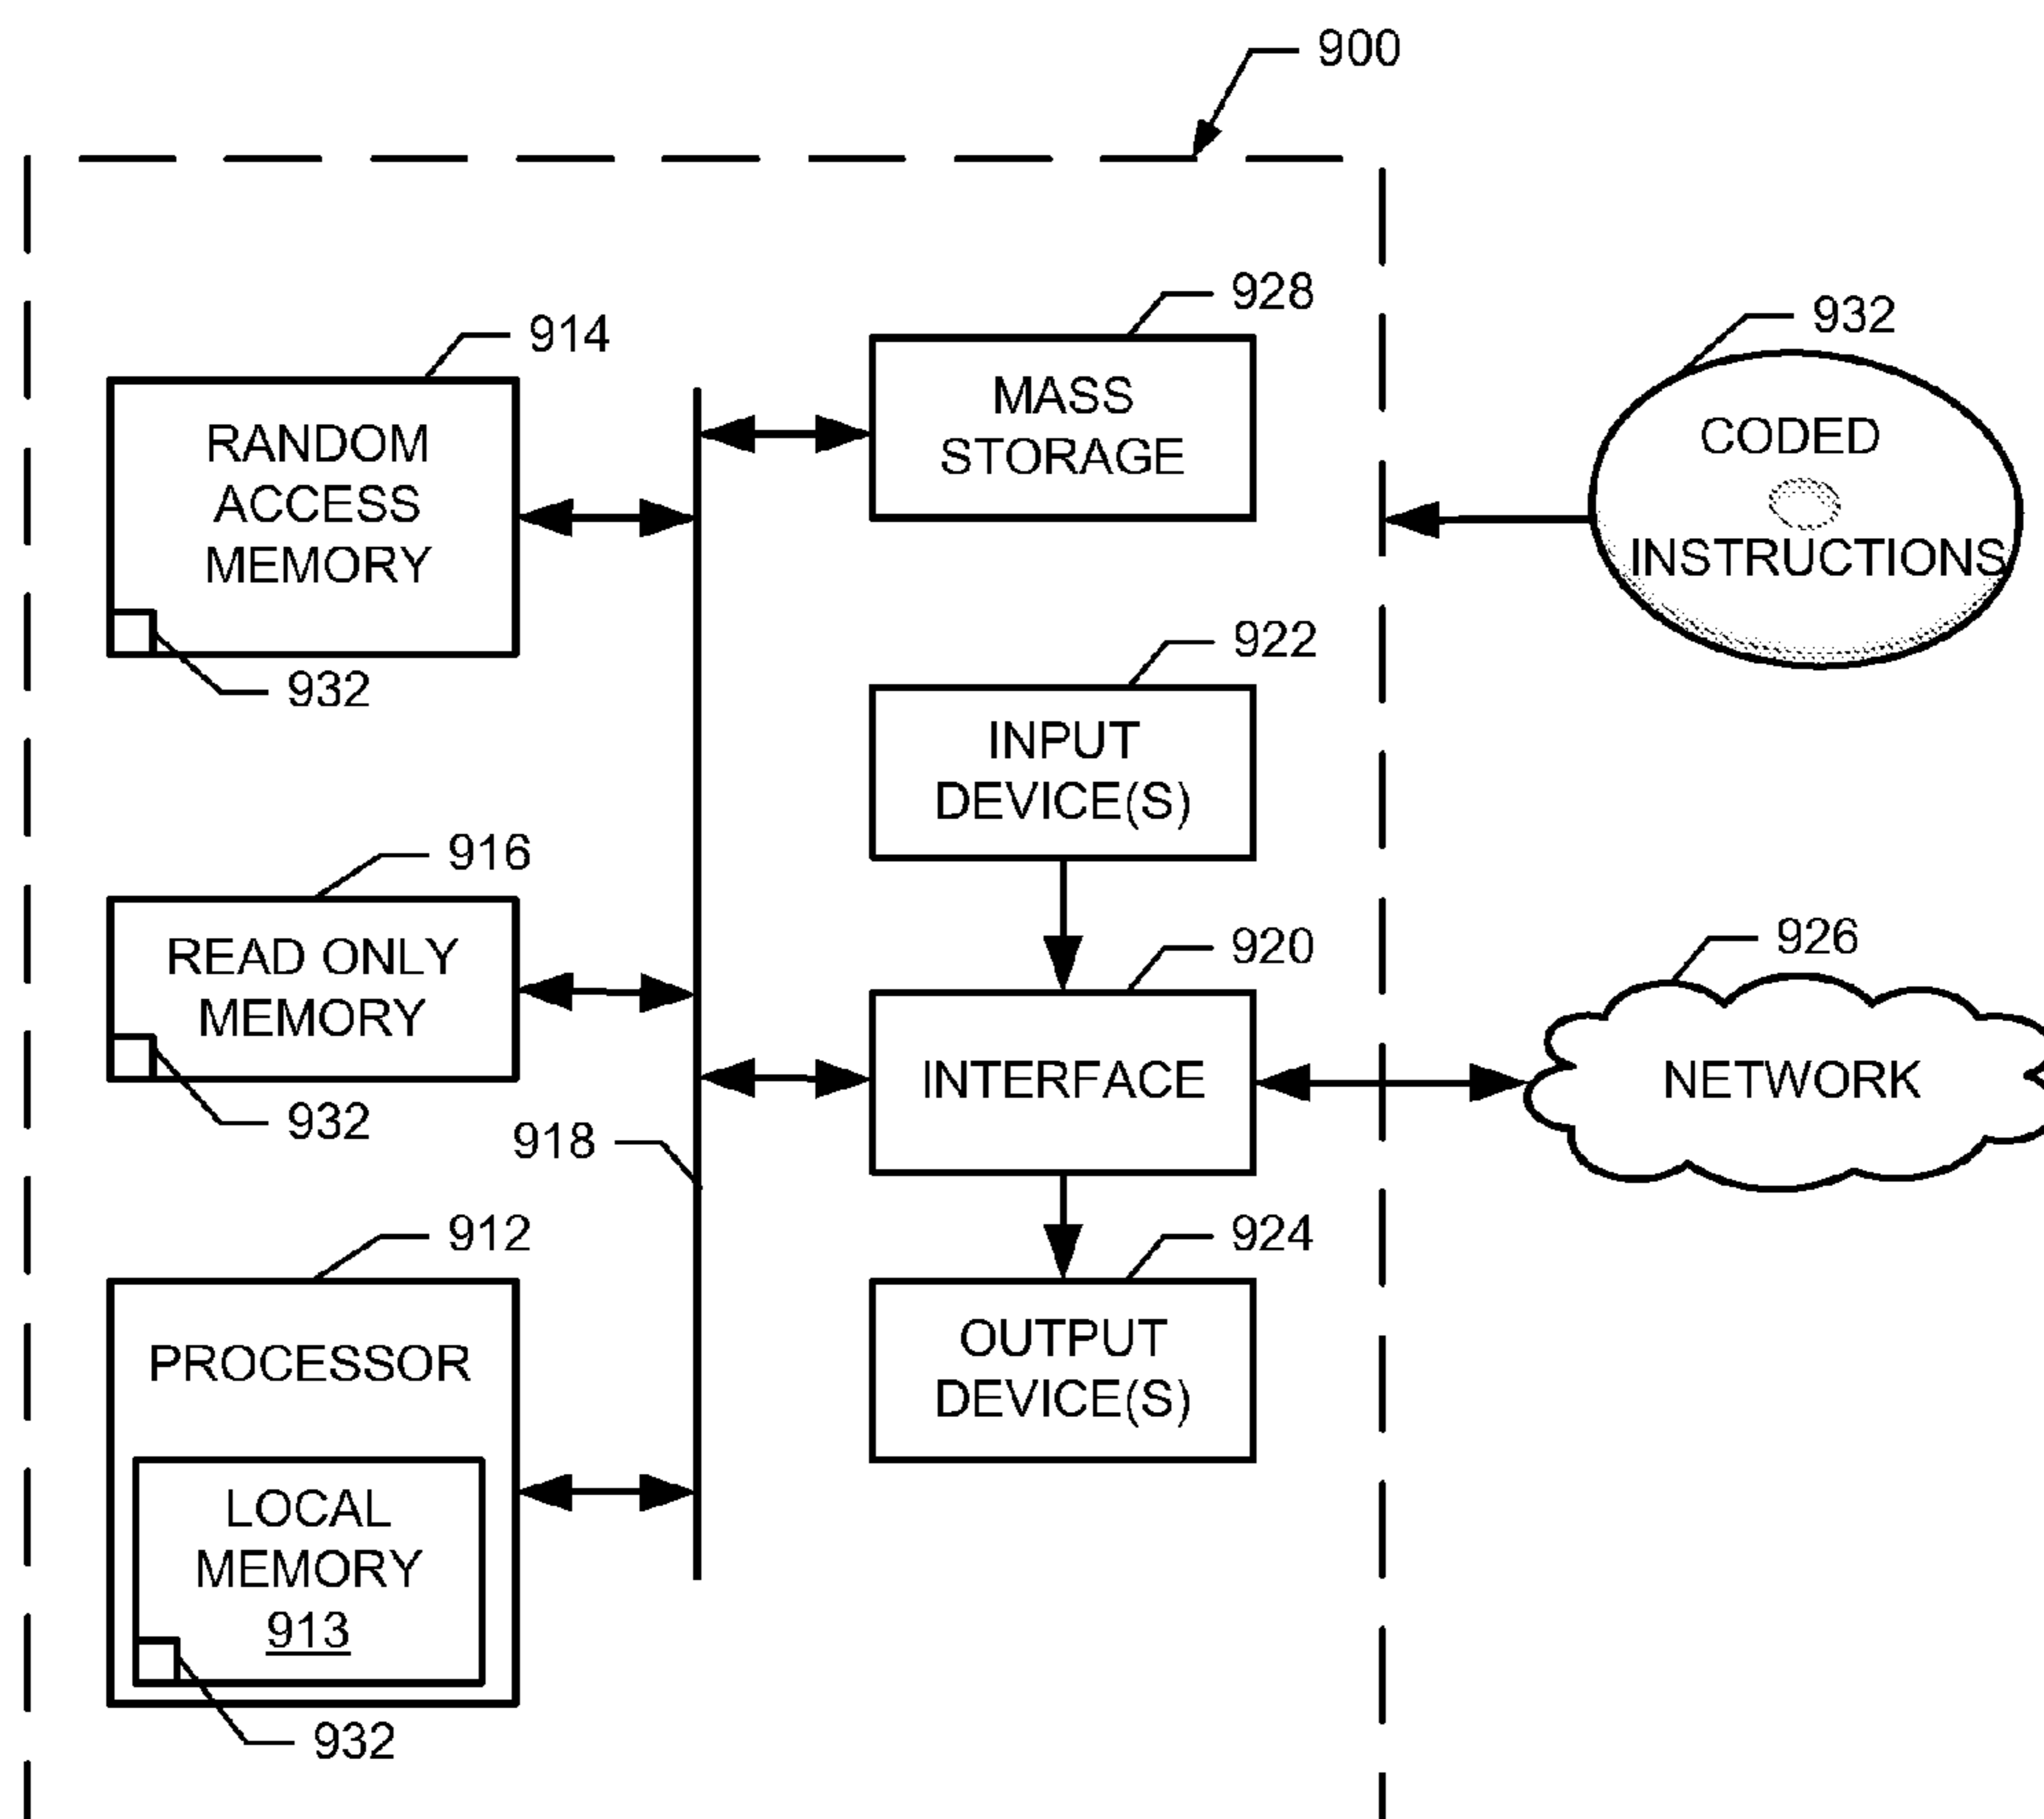 900
928
MASS
STORAGE
914
RANDOM
ACCESS
MEMORY
932
932
CODED
INSTRUCTIONS
922
INPUT
DEVICE(S)
916
READ ONLY
MEMORY
932
920
INTERFACE
926
NETWORK
918
912
PROCESSOR
LOCAL
MEMORY
913
932
924
OUTPUT
DEVICE(S)